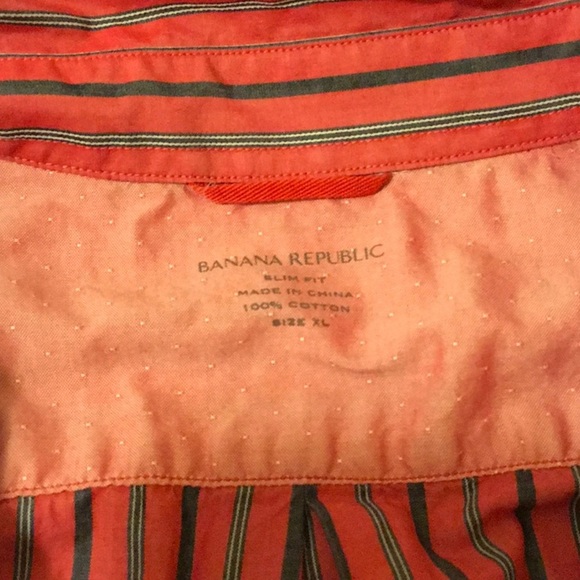 BANANA REPUBLIC
SLIM FIT
MADE IN CHINA
100% COTTON
SIZE XL